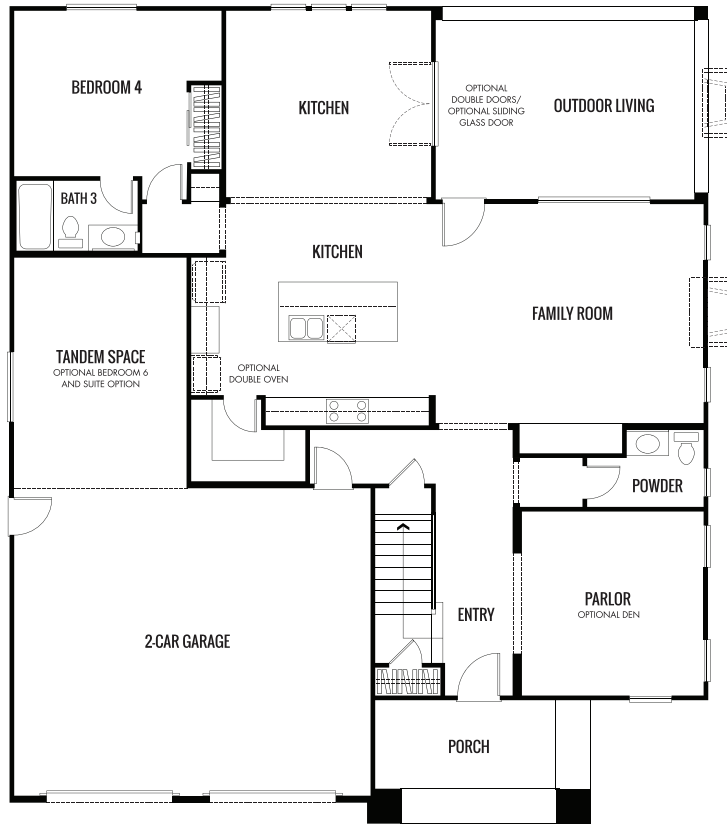 BEDROOM 4
KITCHEN
OPTIONAL
DOUBLE DOORS/
OPTIONAL SLIDING
GLASS DOOR
OUTDOOR LIVING
BATH 3
KITCHEN
FAMILY ROOM
TANDEM SPACE
OPTIONAL BEDROOM 6
AND SUITE OPTION
OPTIONAL
DOUBLE OVEN
POWDER
PARLOR
OPTIONAL DEN
ENTRY
2-CAR GARAGE
PORCH